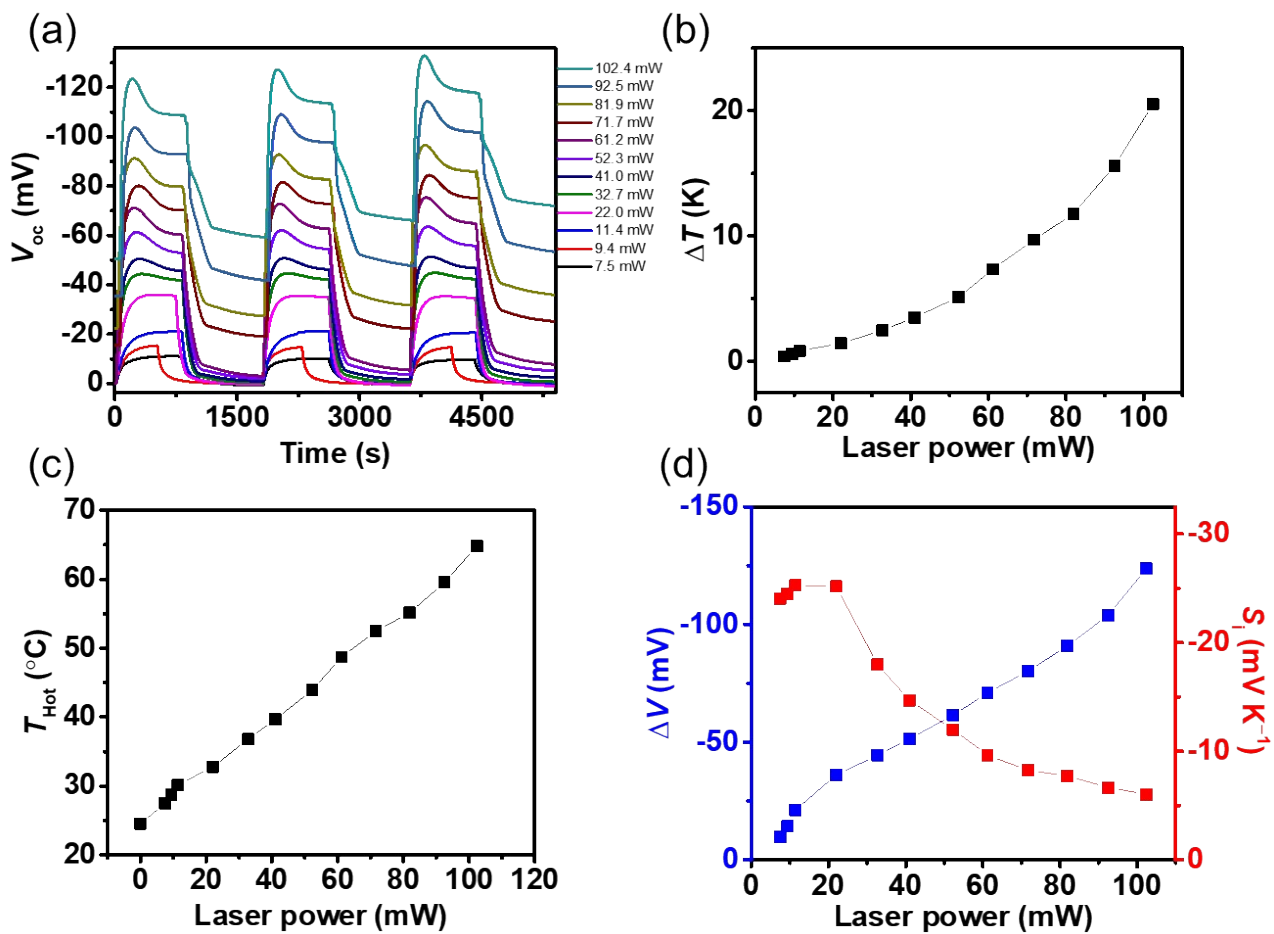 (a)
-120
-100
-80
-60
-40
-20
0
V_oc (mV)
0 1500 3000 4500
Time (s)
102.4 mW
92.5 mW
81.9 mW
71.7 mW
61.2 mW
52.3 mW
41.0 mW
32.7 mW
22.0 mW
11.4 mW
9.4 mW
7.5 mW
(b)
20
10
0
ΔT (K)
0 20 40 60 80 100
Laser power (mW)
(c)
70
60
50
40
30
20
T_Hot (°C)
0 20 40 60 80 100 120
Laser power (mW)
(d)
-150
-100
-50
0
ΔV (mV)
-30
-20
-10
0
S_i (mV K⁻¹)
0 20 40 60 80 100
Laser power (mW)